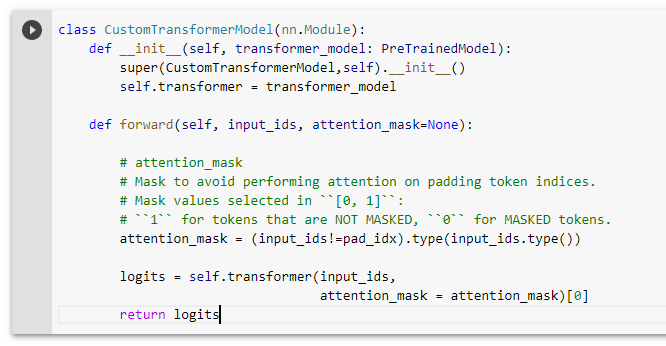 class CustomTransformerModel(nn.Module):
    def __init__(self, transformer_model: PreTrainedModel):
        super(CustomTransformerModel,self).__init__()
        self.transformer = transformer_model

    def forward(self, input_ids, attention_mask=None):

        # attention_mask
        # Mask to avoid performing attention on padding token indices.
        # Mask values selected in ``[0, 1]``:
        # ``1`` for tokens that are NOT MASKED, ``0`` for MASKED tokens.
        attention_mask = (input_ids!=pad_idx).type(input_ids.type())

        logits = self.transformer(input_ids,
                                  attention_mask = attention_mask)[0]
        return logits